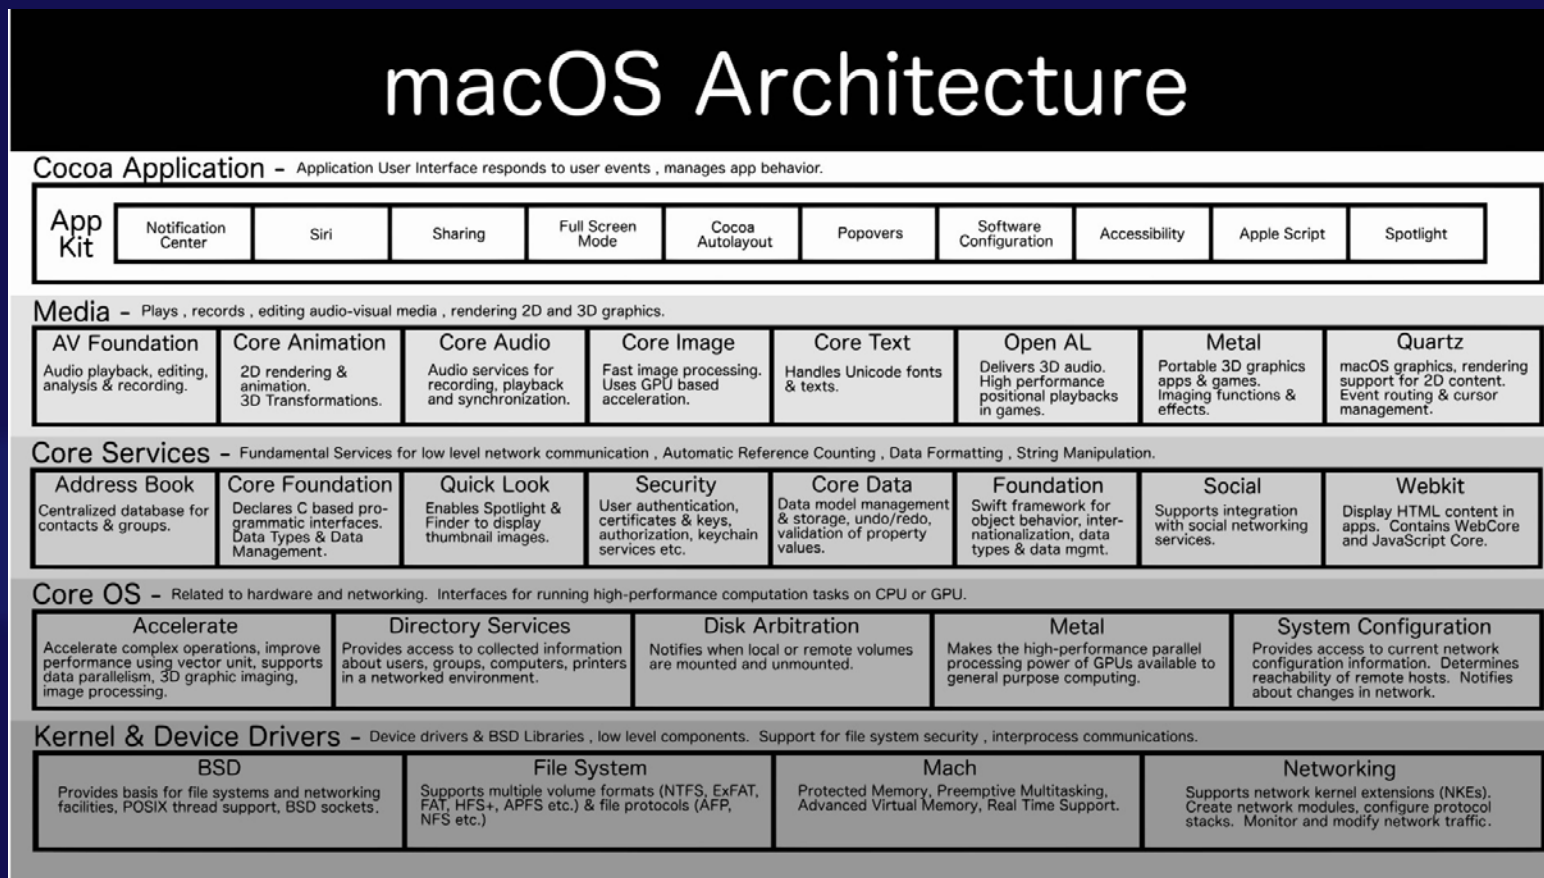 macOS Architecture
Cocoa Application - Application User Interface responds to user events , manages app behavior.
App
Kit
Notification
Center
Siri
Sharing
Full Screen
Mode
Cocoa
Autolayout
Popovers
Software
Configuration
Accessibility
Apple Script
Spotlight
Media - Plays , records , editing audio-visual media , rendering 2D and 3D graphics.
AV Foundation
Audio playback, editing,
analysis & recording.
Core Animation
2D rendering &
animation.
3D Transformations.
Core Audio
Audio services for
recording, playback
and synchronization.
Core Image
Fast image processing.
Uses GPU based
acceleration.
Core Text
Handles Unicode fonts
& texts.
Open AL
Delivers 3D audio.
High performance
positional playbacks
in games.
Metal
Portable 3D graphics
apps & games.
Imaging functions &
effects.
Quartz
macOS graphics, rendering
support for 2D content.
Event routing & cursor
management.
Core Services - Fundamental Services for low level network communication , Automatic Reference Counting , Data Formatting , String Manipulation.
Address Book
Centralized database for
contacts & groups.
Core Foundation
Declares C based pro-
grammatic interfaces.
Data Types & Data
Management.
Quick Look
Enables Spotlight &
Finder to display
thumbnail images.
Security
User authentication,
certificates & keys,
authorization, keychain
services etc.
Core Data
Data model management
& storage, undo/redo,
validation of property
values.
Foundation
Swift framework for
object behavior, inter-
nationalization, data
types & data mgmt.
Social
Supports integration
with social networking
services.
Webkit
Display HTML content in
apps. Contains WebCore
and JavaScript Core.
Core OS - Related to hardware and networking. Interfaces for running high-performance computation tasks on CPU or GPU.
Accelerate
Accelerate complex operations, improve
performance using vector unit, supports
data parallelism, 3D graphic imaging,
image processing.
Directory Services
Provides access to collected information
about users, groups, computers, printers
in a networked environment.
Disk Arbitration
Notifies when local or remote volumes
are mounted and unmounted.
Metal
Makes the high-performance parallel
processing power of GPUs available to
general purpose computing.
System Configuration
Provides access to current network
configuration information. Determines
reachability of remote hosts. Notifies
about changes in network.
Kernel & Device Drivers - Device drivers & BSD Libraries , low level components. Support for file system security , interprocess communications.
BSD
Provides basis for file systems and networking
facilities, POSIX thread support, BSD sockets.
File System
Supports multiple volume formats (NTFS, ExFAT,
FAT, HFS+, APFS etc.) & file protocols (AFP,
NFS etc.)
Mach
Protected Memory, Preemptive Multitasking,
Advanced Virtual Memory, Real Time Support.
Networking
Supports network kernel extensions (NKEs).
Create network modules, configure protocol
stacks. Monitor and modify network traffic.